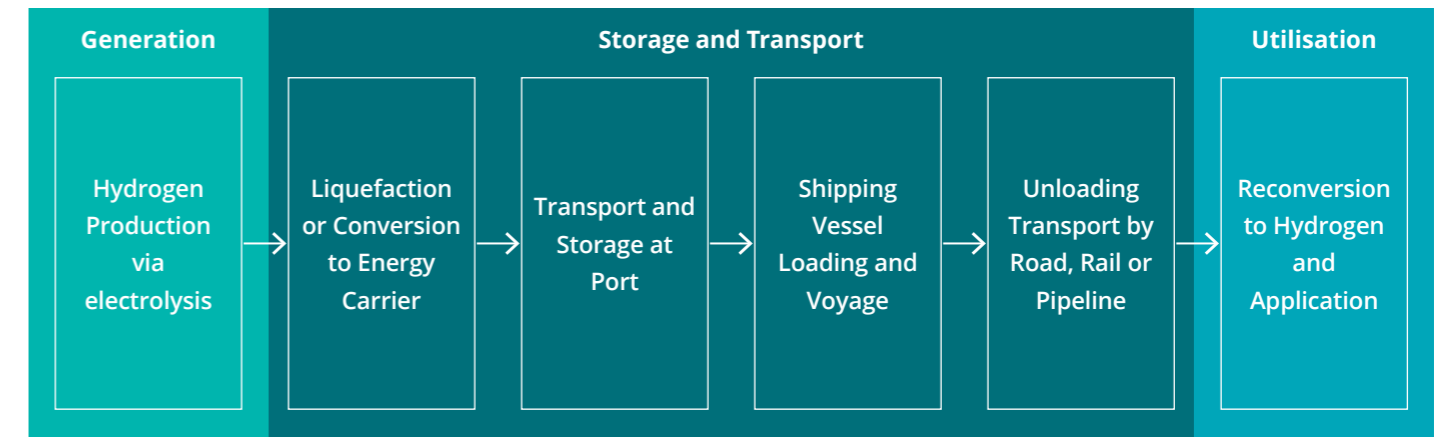 Generation
Storage and Transport
Utilisation
Hydrogen
Production
via
electrolysis
Liquefaction
or Conversion
to Energy
Carrier
Transport and
Storage at
Port
Shipping
Vessel
Loading and
Voyage
Unloading
Transport by
Road, Rail or
Pipeline
Reconversion
to Hydrogen
and
Application